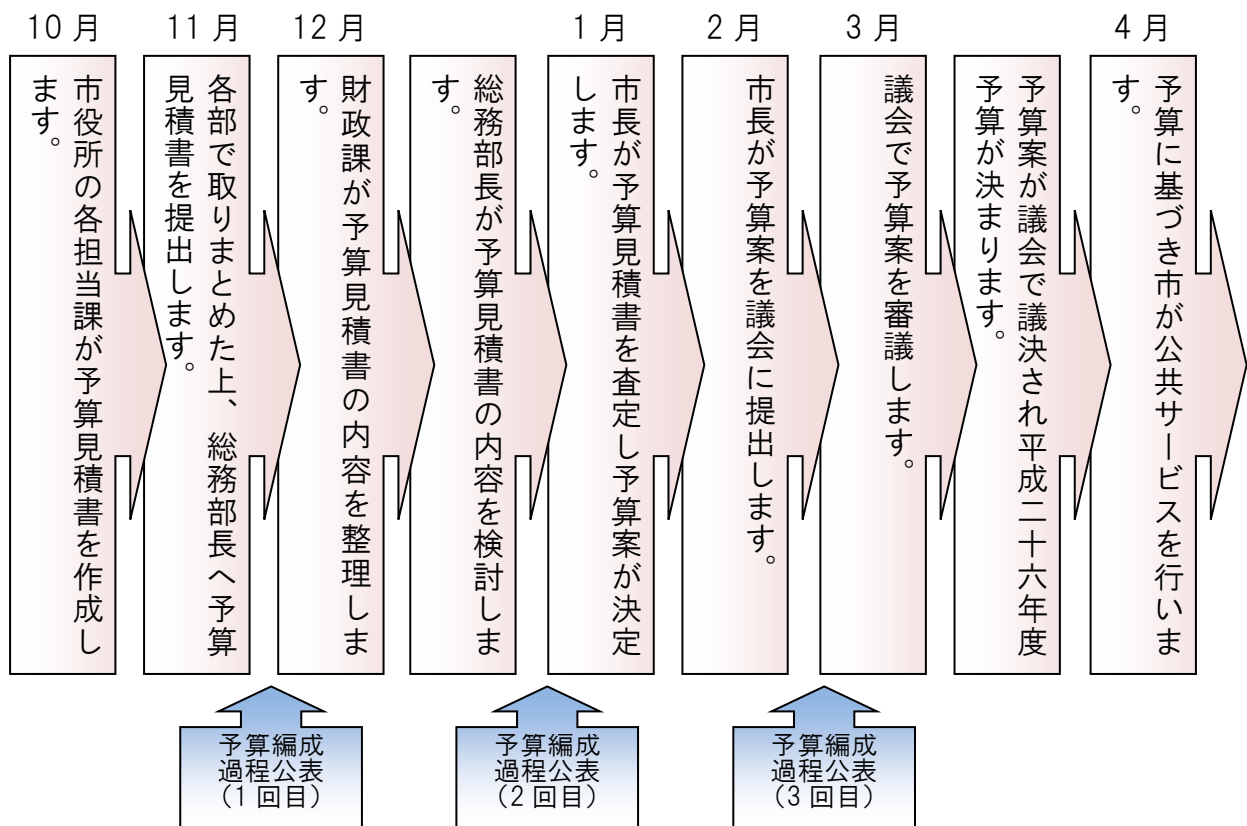 10月
11月
12月
1月
2月
3月
4月
市役所の各担当課が予算見積書を作成し
ます。
各部で取りまとめた上、総務部長へ予算
見積書を提出します。
財政課が予算見積書の内容を整理しま
す。
総務部長が予算見積書の内容を検討しま
す。
市長が予算見積書を査定し予算案が決定
します。
市長が予算案を議会に提出します。
議会で予算案を審議します。
予算案が議会で議決され平成二十六年度
予算が決まります。
予算に基づき市が公共サービスを行いま
す。
予算編成
過程公表
(1回目)
予算編成
過程公表
(2回目)
予算編成
過程公表
(3回目)